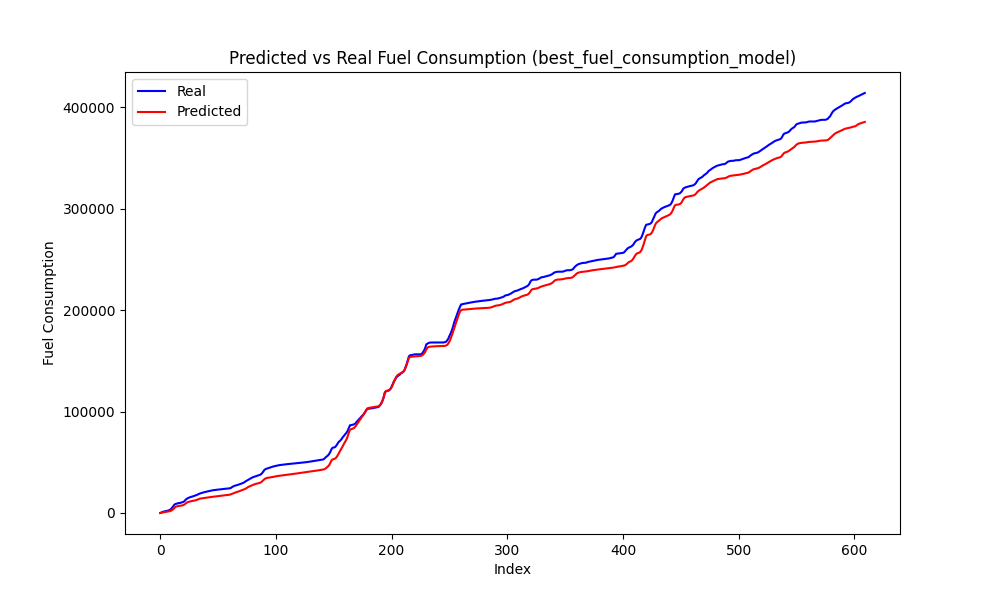 Predicted vs Real Fuel Consumption (best_fuel_consumption_model)
Real
Predicted
400000
300000
200000
100000
0
Fuel Consumption
0 100 200 300 400 500 600
Index